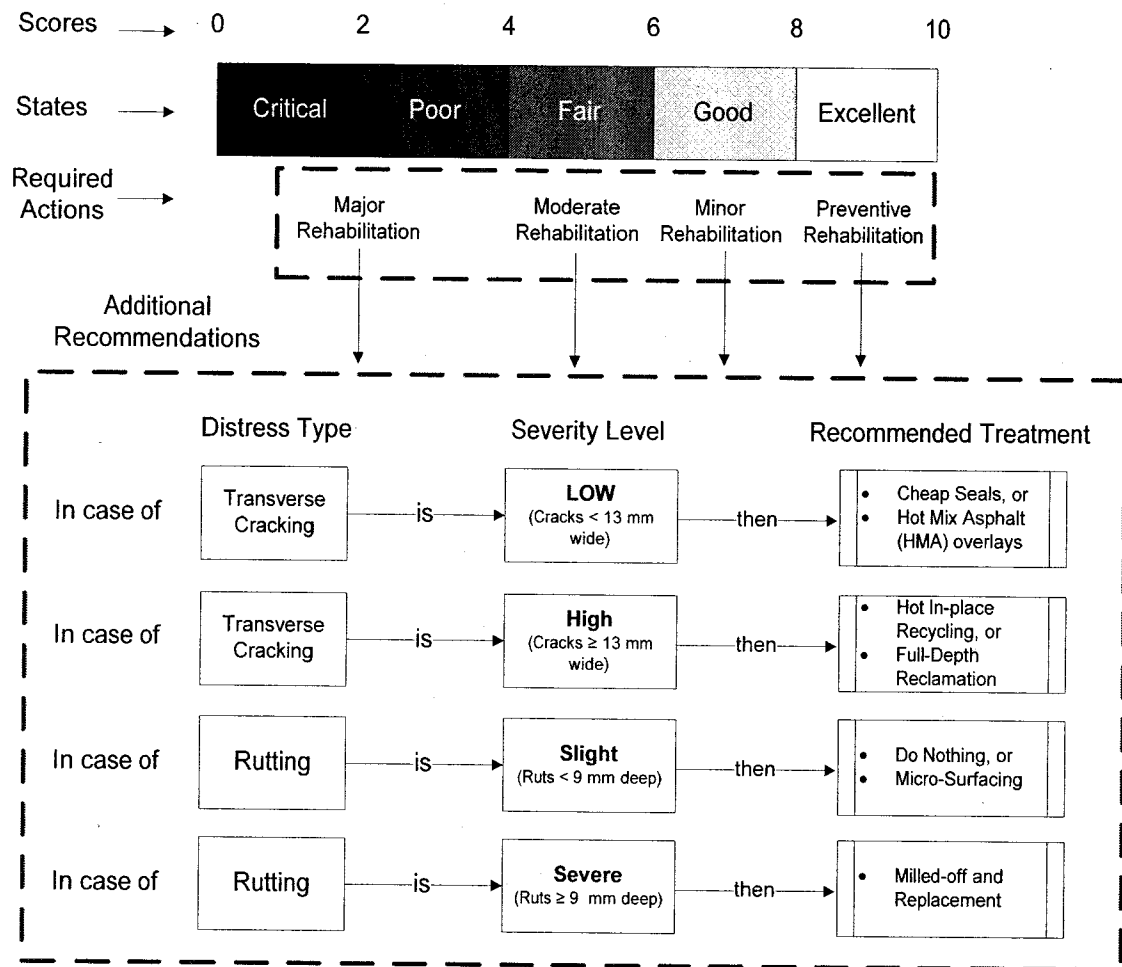 Scores 0 2 4 6 8 10
States Critical Poor Fair Good Excellent
Required
Actions
Major
Rehabilitation
Moderate
Rehabilitation
Minor
Rehabilitation
Preventive
Rehabilitation
Additional
Recommendations
Distress Type Severity Level Recommended Treatment
In case of
Transverse
Cracking
is
LOW
(Cracks < 13 mm
wide)
then
• Cheap Seals, or
• Hot Mix Asphalt
(HMA) overlays
In case of
Transverse
Cracking
is
High
(Cracks ≥ 13 mm
wide)
then
• Hot In-place
Recycling, or
• Full-Depth
Reclamation
In case of
Rutting
is
Slight
(Ruts < 9 mm deep)
then
• Do Nothing, or
• Micro-Surfacing
In case of
Rutting
is
Severe
(Ruts ≥ 9 mm deep)
then
• Milled-off and
Replacement